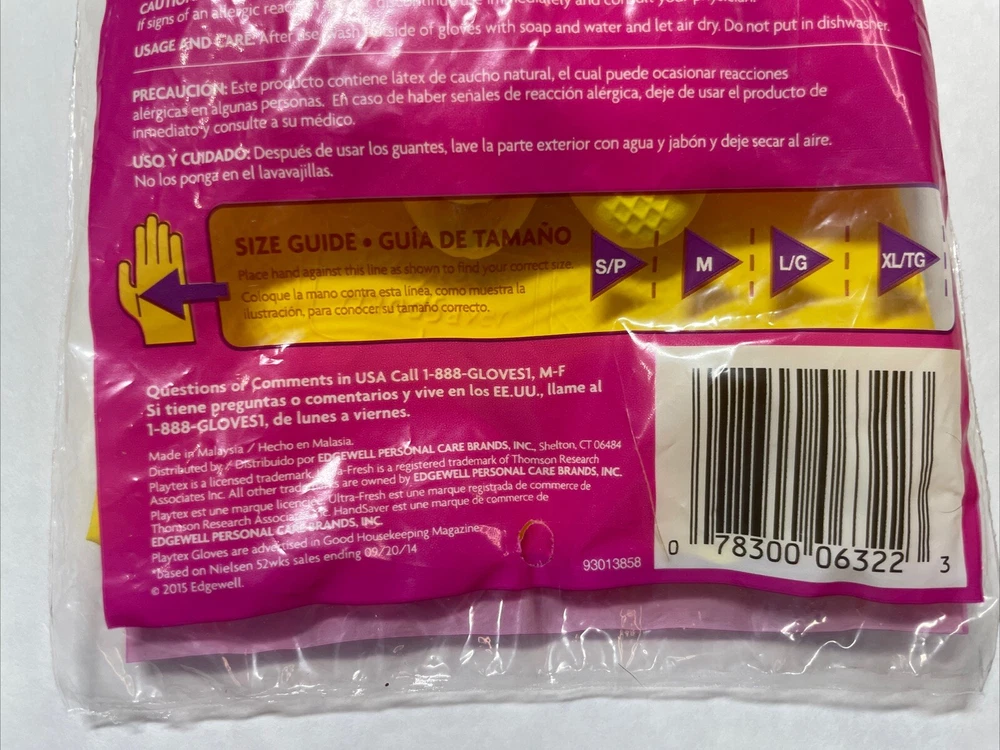 CAUTION
If signs of an allergic immediately and consult your physician.
USAGE AND CARE: After use, wash outside of gloves with soap and water and let air dry. Do not put in dishwasher.
PRECAUCIÓN: Este producto contiene látex de caucho natural, el cual puede ocasionar reacciones
alérgicas en algunas personas. En caso de haber señales de reacción alérgica, deje de usar el producto de
inmediato y consulte a su médico.
USO Y CUIDADO: Después de usar los guantes, lave la parte exterior con agua y jabón y deje secar al aire.
No los ponga en el lavavajillas.
SIZE GUIDE • GUÍA DE TAMAÑO
Place hand against this line as shown to find your correct size.
Coloque la mano contra esta línea, como muestra la
ilustración, para conocer su tamaño correcto.
S/P M L/G XL/TG
Questions or Comments in USA Call 1-888-GLOVES1, M-F
Si tiene preguntas o comentarios y vive en los EE.UU., llame al
1-888-GLOVES1, de lunes a viernes.
Made in Malaysia / Hecho en Malasia.
Distributed by / Distribuido por EDGEWELL PERSONAL CARE BRANDS, INC., Shelton, CT 06484
Playtex is a licensed trademark, Ultra-Fresh is a registered trademark of Thomson Research
Associates Inc. All other trademarks are owned by EDGEWELL PERSONAL CARE BRANDS, INC.
Playtex est une marque Ultra-Fresh est une marque registrada de commerce de
Thomson Research HandSaver est une marque de commerce de
EDGEWELL PERSONAL CARE BRANDS, INC.
Playtex Gloves are advertised in Good Housekeeping Magazine.
*based on Nielsen 52wks sales ending 09/20/14
© 2015 Edgewell.
93013858
0 78300 06322 3